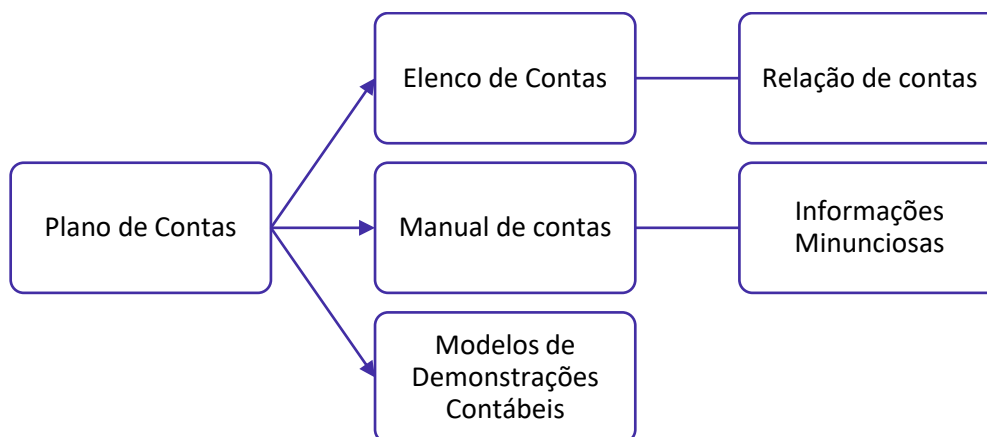 Elenco de Contas
Relação de contas
Plano de Contas
Manual de contas
Informações
Minunciosas
Modelos de
Demonstrações
Contábeis